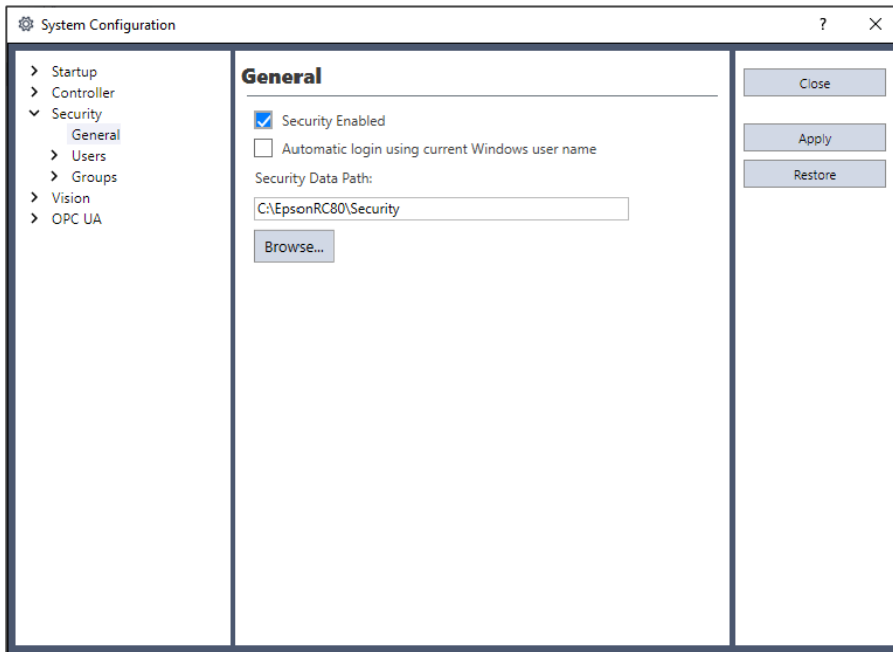 System Configuration
?
Startup
Controller
Security
General
Users
Groups
Vision
OPC UA
General
Security Enabled
Automatic login using current Windows user name
Security Data Path:
C:\EpsonRC80\Security
Browse...
Close
Apply
Restore